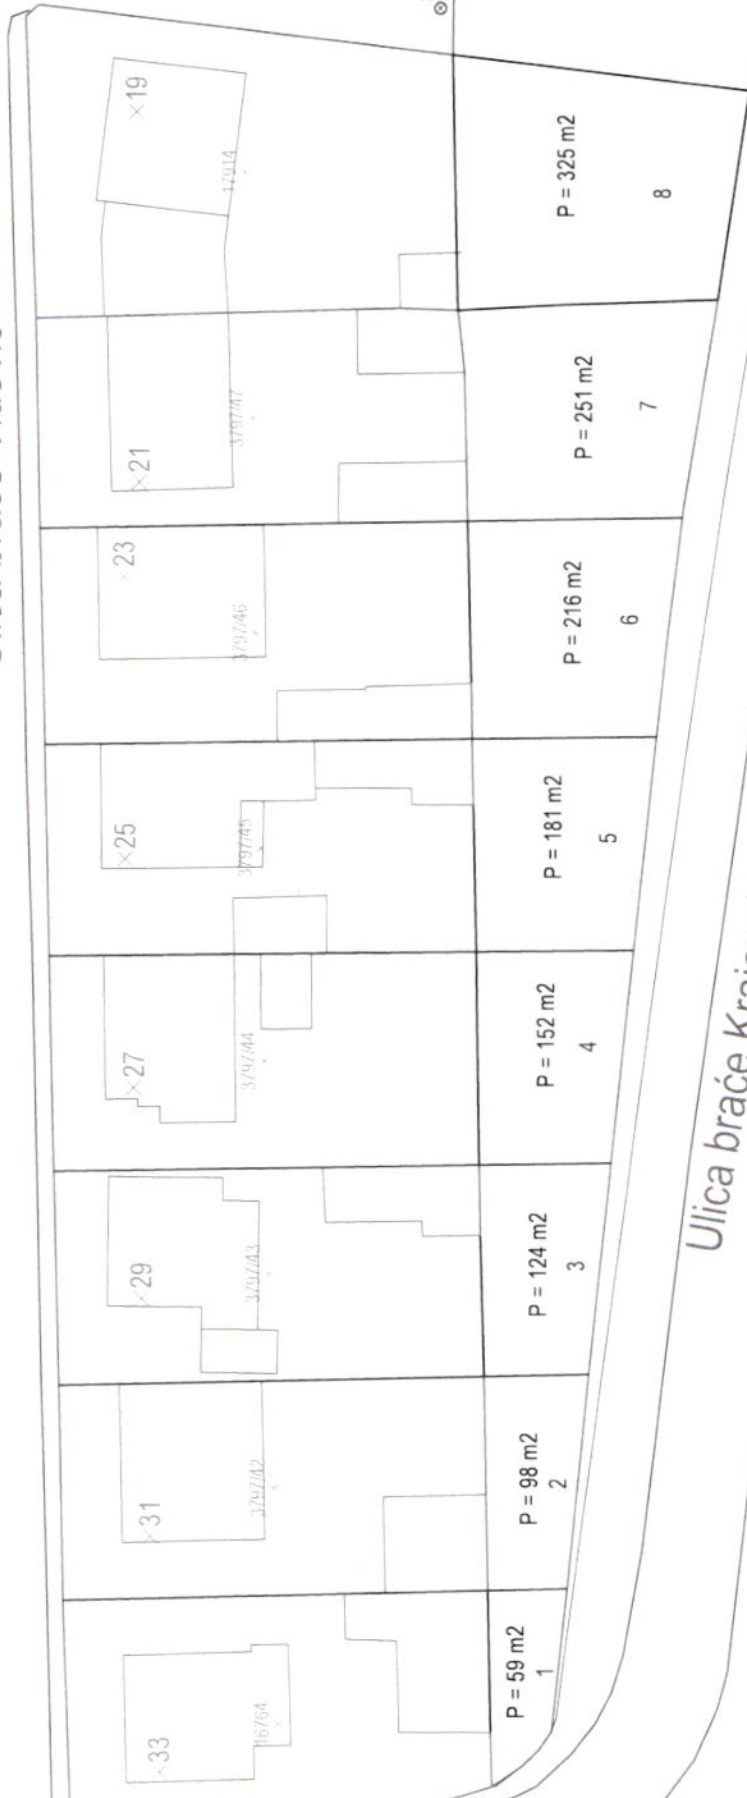 19
17914
P = 325 m2
8
21
3797/47
P = 251 m2
7
23
3797/46
P = 216 m2
6
25
3797/45
P = 181 m2
5
27
3797/44
P = 152 m2
4
29
3797/43
P = 124 m2
3
31
3797/42
P = 98 m2
2
33
16764
P = 59 m2
1
Ulica braće